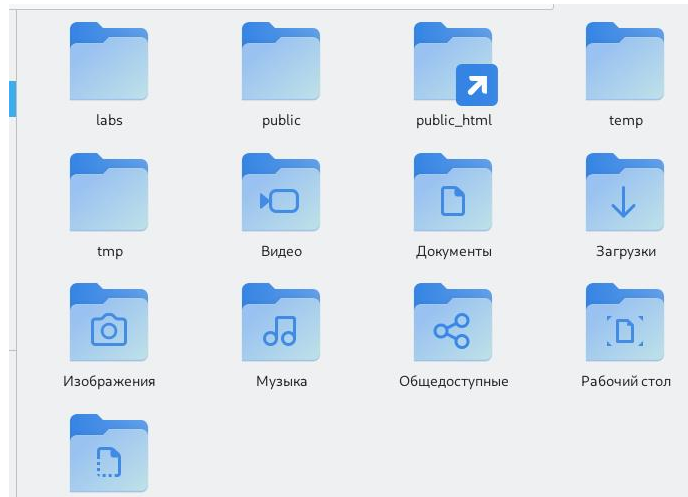 labs
public
public_html
temp
tmp
Видео
Документы
Загрузки
Изображения
Музыка
Общедоступные
Рабочий стол